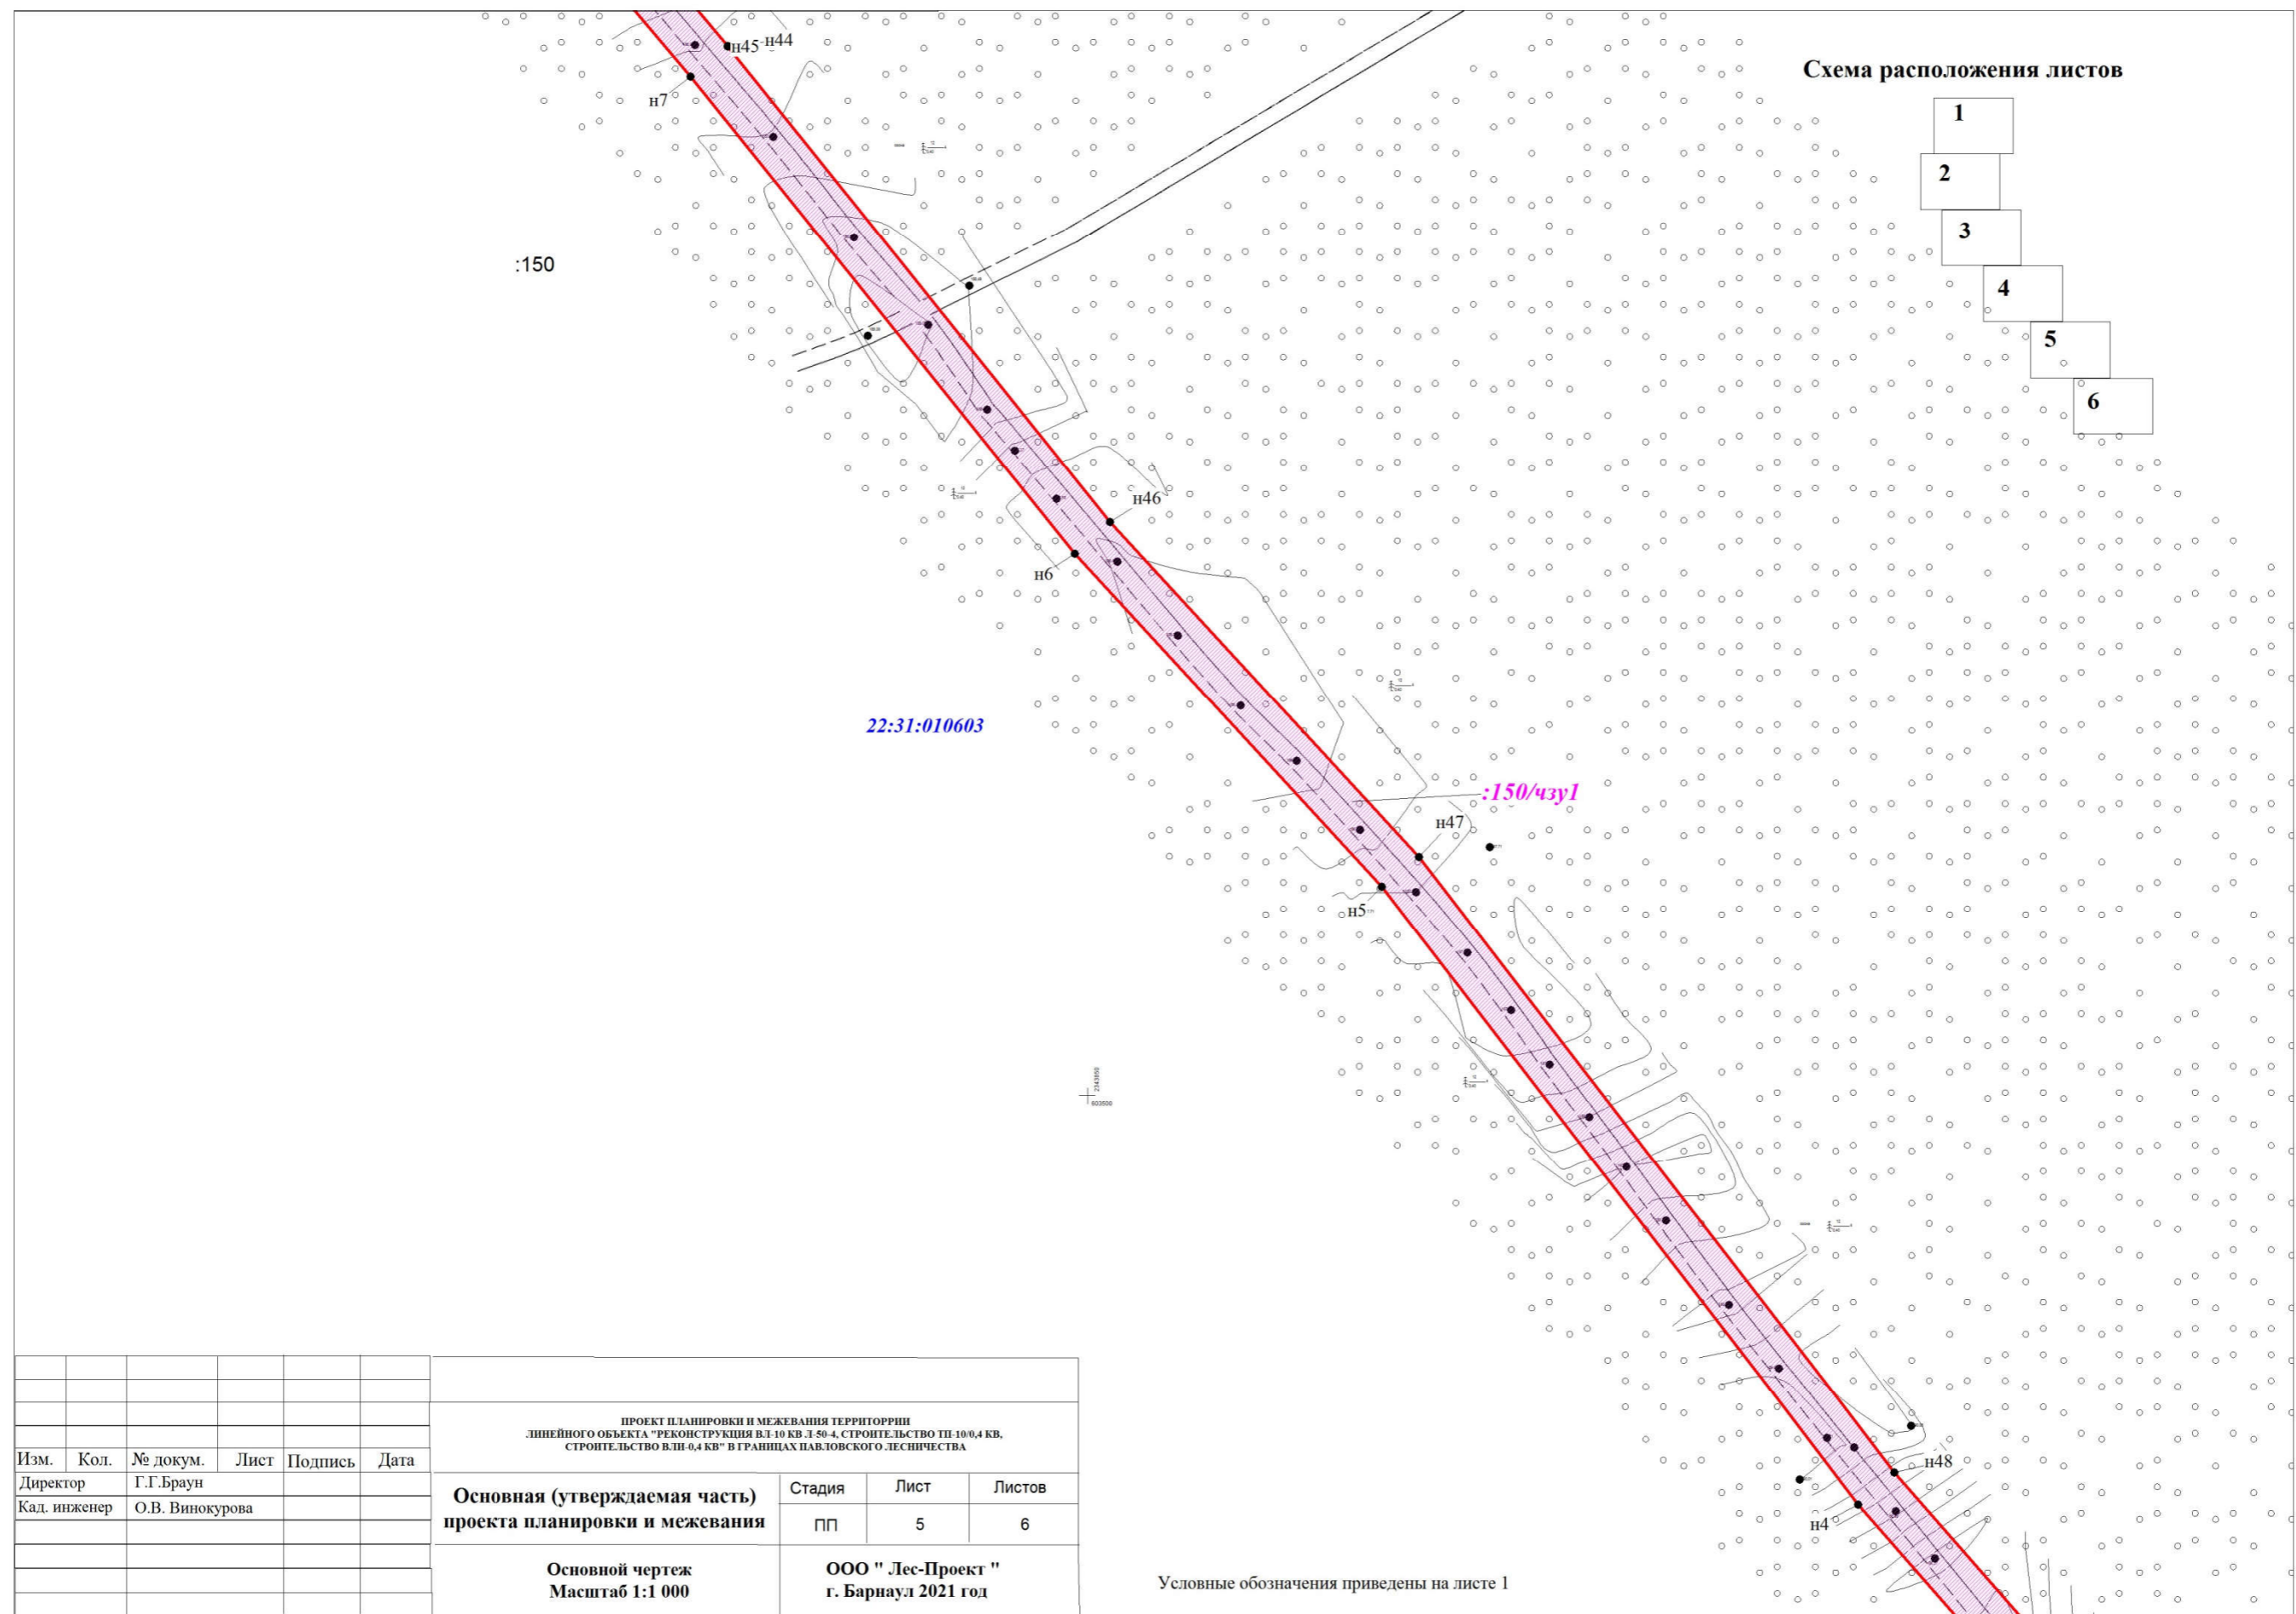 н45 н44
Схема расположения листов
н7
1
2
:150
3
4
5
6
н46
н6
22:31:010603
:150/чзу1
н47
н5
2343850
603500
н48
н4
ПРОЕКТ ПЛАНИРОВКИ И МЕЖЕВАНИЯ ТЕРРИТОРРИИ
ЛИНЕЙНОГО ОБЪЕКТА "РЕКОНСТРУКЦИЯ ВЛ-10 КВ Л-50-4, СТРОИТЕЛЬСТВО ТП-10/0,4 КВ,
СТРОИТЕЛЬСТВО ВЛИ-0,4 КВ" В ГРАНИЦАХ ПАВЛОВСКОГО ЛЕСНИЧЕСТВА
Изм. Кол. № докум. Лист Подпись Дата
Директор Г.Г.Браун
Кад. инженер О.В. Винокурова
Основная (утверждаемая часть)
проекта планировки и межевания
Стадия Лист Листов
ПП 5 6
Основной чертеж
Масштаб 1:1 000
ООО " Лес-Проект "
г. Барнаул 2021 год
Условные обозначения приведены на листе 1